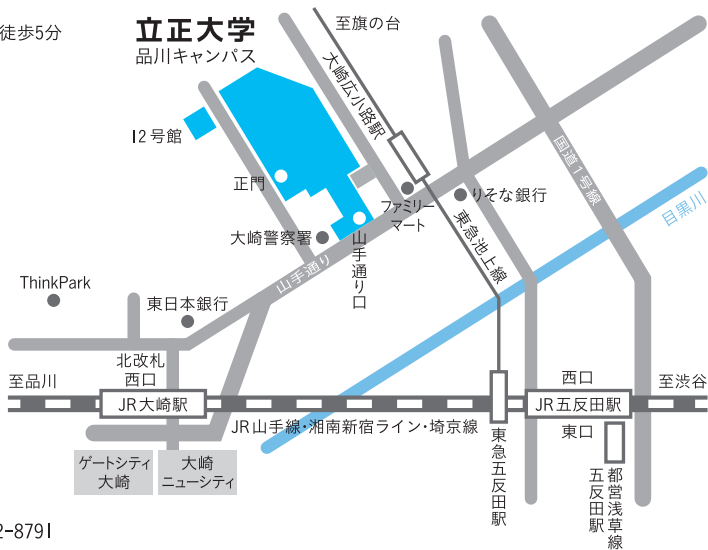 徒歩5分
立正大学
品川キャンパス
至旗の台
大崎広小路駅
12号館
正門
国道1号線
ファミリー
マート
りそな銀行
目黒川
大崎警察署
山手通り口
山手通り
東急池上線
ThinkPark
東日本銀行
北改札
西口
至品川
JR大崎駅
JR山手線・湘南新宿ライン・埼京線
西口
JR五反田駅
東口
至渋谷
ゲートシティ
大崎
大崎
ニューシティ
東急五反田駅
都営浅草線
五反田駅
2-8791